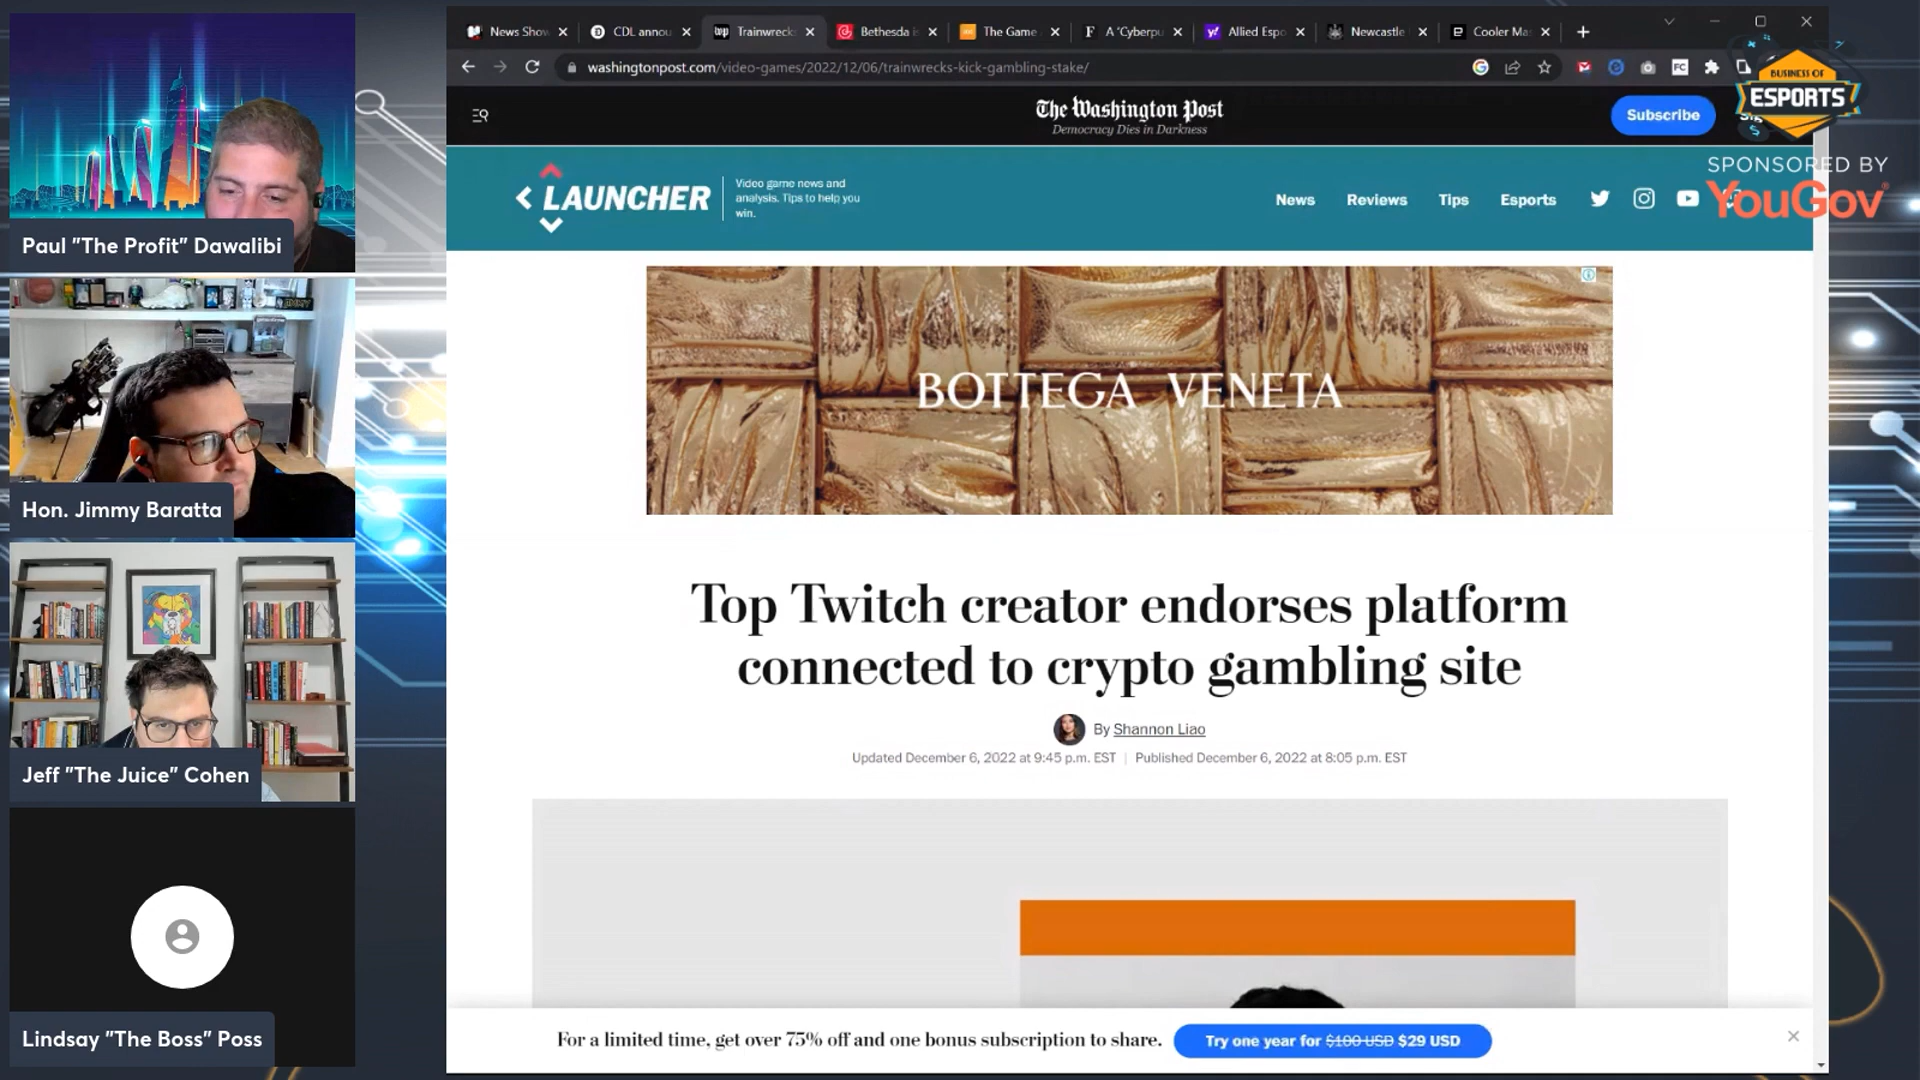 News Show
CDL annou
Trainwreck
Bethesda is
The Game
A 'Cyberpu
Allied Espo
Newcastle
Cooler Mas
washingtonpost.com/video-games/2022/12/06/trainwrecks-kick-gambling-stake/
BUSINESS OF
ESPORTS
SPONSORED BY
YouGov
The Washington Post
Democracy Dies in Darkness
Subscribe
LAUNCHER
Video game news and
analysis. Tips to help you
win.
News
Reviews
Tips
Esports
BOTTEGA VENETA
Top Twitch creator endorses platform
connected to crypto gambling site
By Shannon Liao
Updated December 6, 2022 at 9:45 p.m. EST | Published December 6, 2022 at 8:05 p.m. EST
For a limited time, get over 75% off and one bonus subscription to share.
Try one year for $100 USD $29 USD
Paul "The Profit" Dawalibi
Hon. Jimmy Baratta
Jeff "The Juice" Cohen
Lindsay "The Boss" Poss